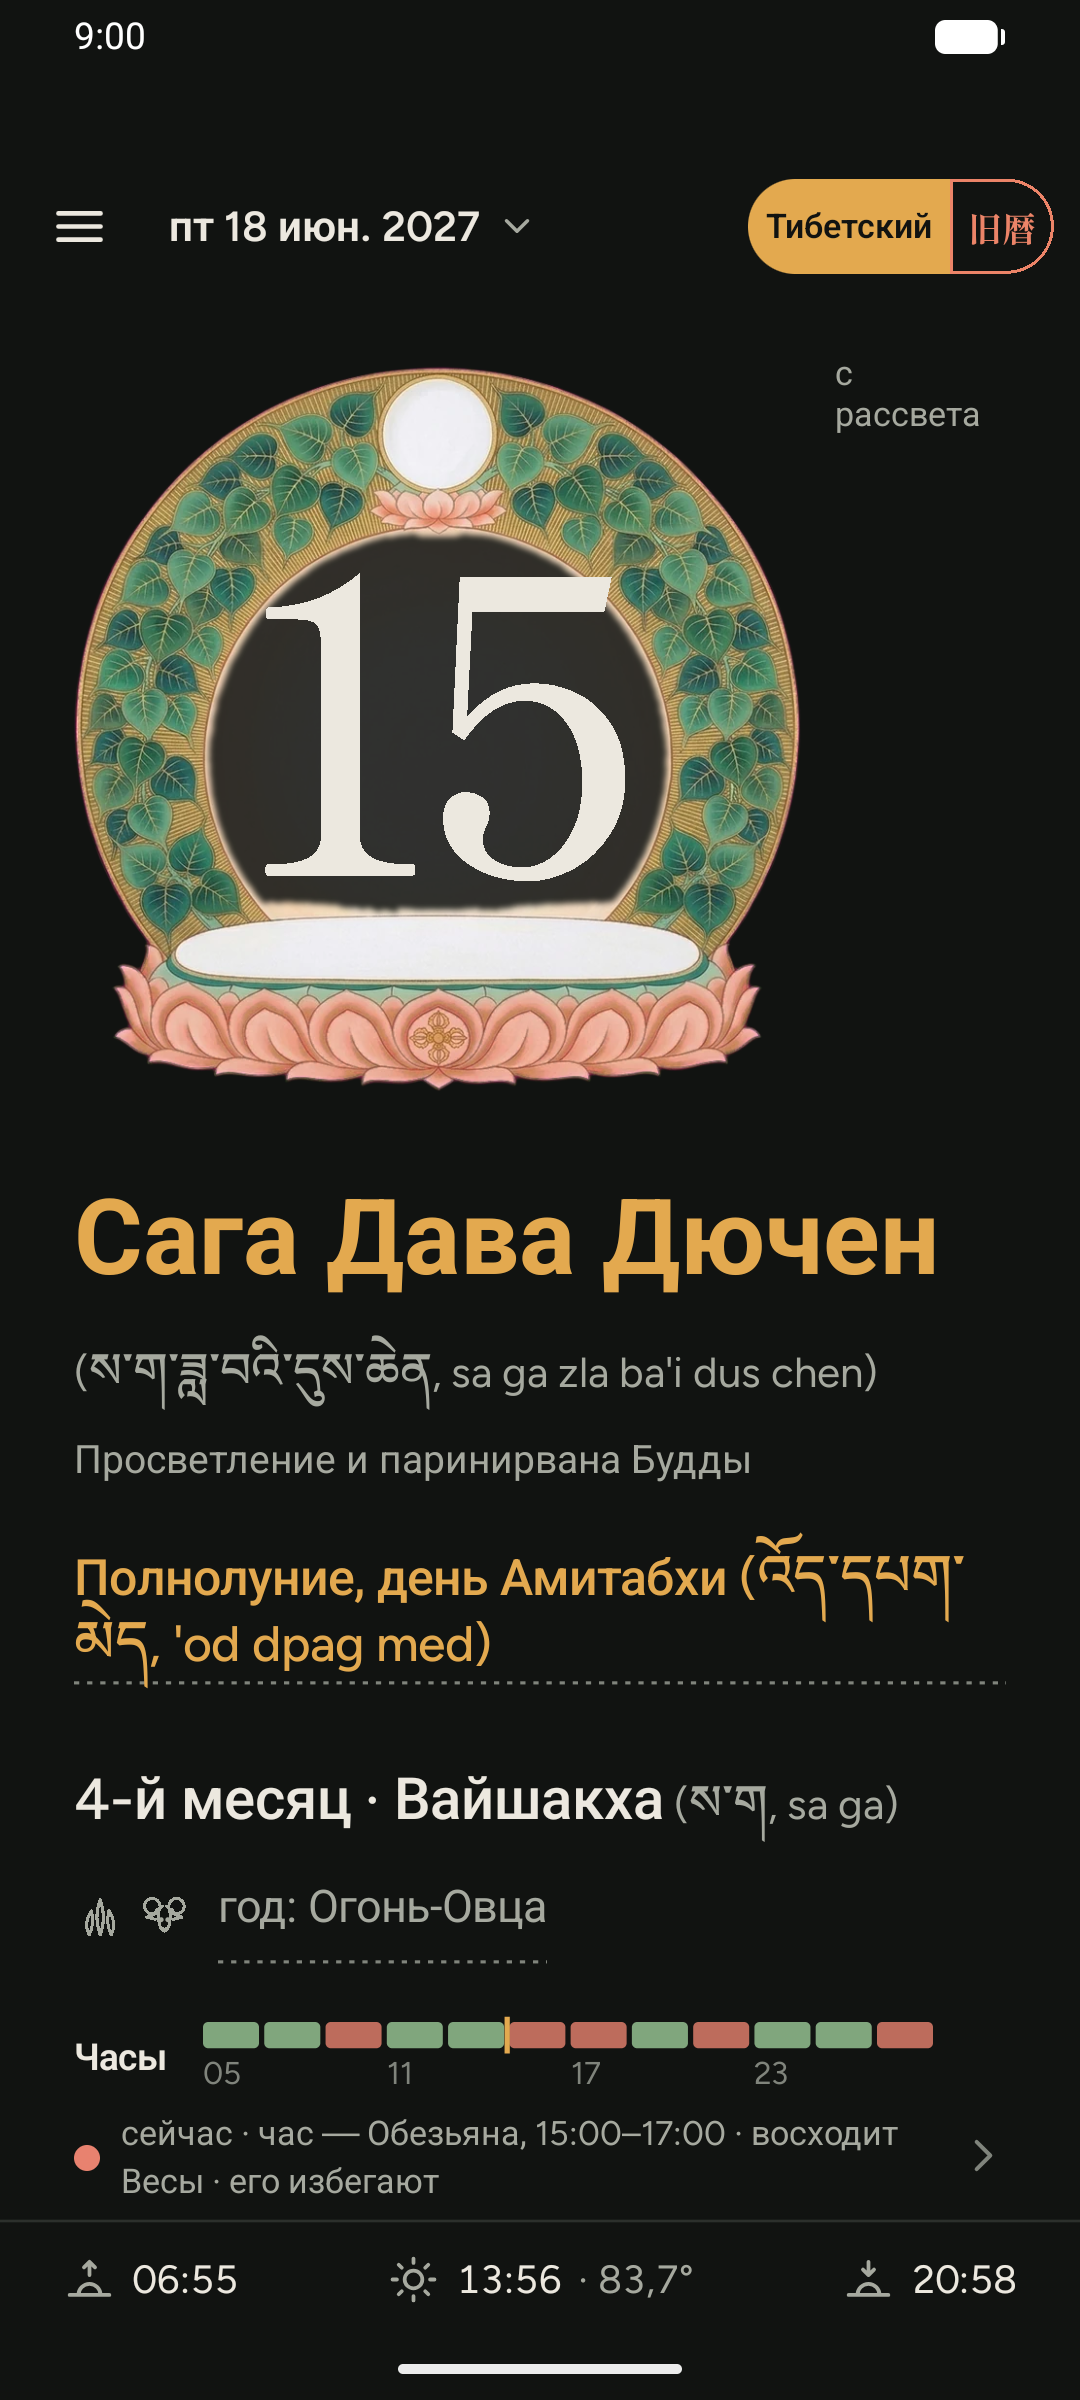 9:00
пт 18 июн. 2027
Тибетский 旧暦
с
рассвета
15
Сага Дава Дючен
(ས་ག་ཟླ་བའི་དུས་ཆེན, sa ga zla ba'i dus chen)
Просветление и паринирвана Будды
Полнолуние, день Амитабхи (འོད་དཔག་
མེད, 'od dpag med)
4-й месяц · Вайшакха (ས་ག, sa ga)
год: Огонь-Овца
Часы
05 11 17 23
сейчас · час — Обезьяна, 15:00–17:00 · восходит
Весы · его избегают
06:55 13:56 · 83,7° 20:58